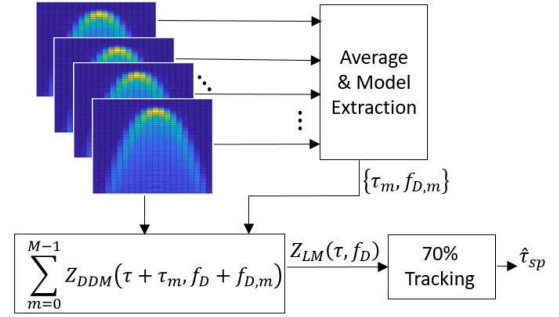 Average
& Model
Extraction
{τ_m, f_{D,m}}
∑_{m=0}^{M−1} Z_{DDM}(τ + τ_m, f_D + f_{D,m})
Z_{LM}(τ, f_D)
70%
Tracking
τ̂_{sp}